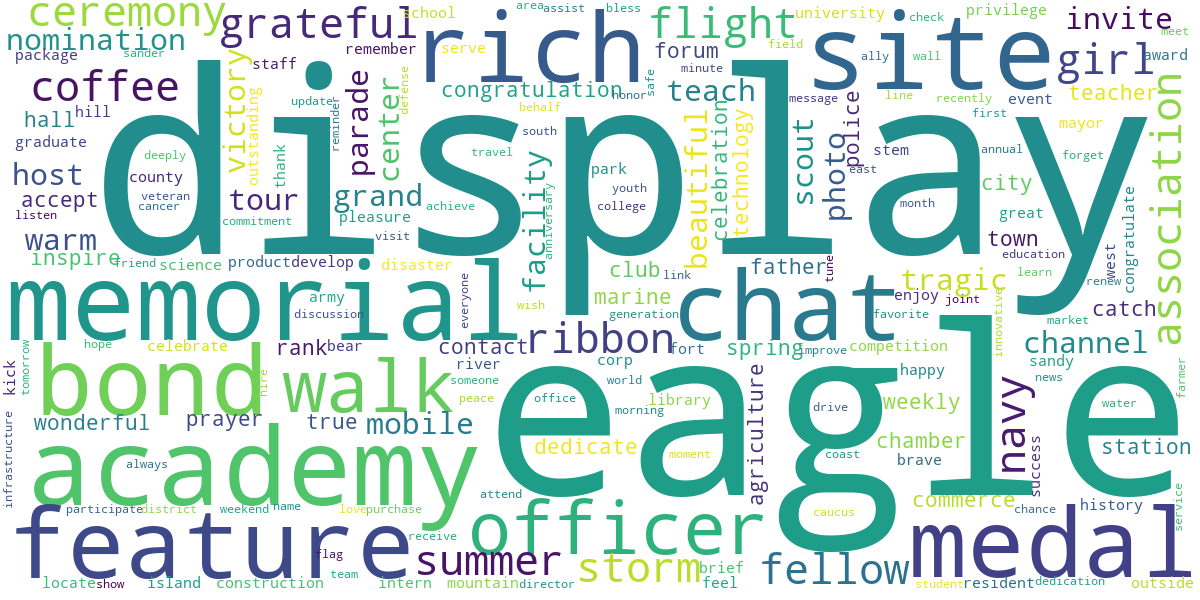 ceremony
grateful
school
area
assist
bless
flight
university
check
privilege
invite
meet
nomination
package
sander
rich
remember
serve
forum
minute
field
site
ally
wall
girl
award
coffee
staff
victory
outstanding
update
reminder
parade
defense
center
congratulation
behalf
honor
safe
teach
message
line
recently
event
teacher
hall
hill
graduate
display
deeply
thank
south
travel
beautiful
celebration
technology
scout
photo
police
stem
east
first
annual
mayor
forget
association
host
county
veteran
cancer
accept
listen
tour
commitment
grand
pleasure
achieve
visit
facility
anniversary
park
youth
college
month
city
great
town
education
west
congratulate
warm
inspire
friend
science
product
develop
disaster
everyone
wish
club
link
marine
generation
father
tune
tragic
learn
renew
enjoy
joint
catch
memorial
army
discussion
chat
favorite
innovative
market
ribbon
channel
hope
celebrate
rank
bear
contact
river
corp
fort
spring
improve
competition
sandy
news
kick
tomorrow
bond
hire
walk
someone
peace
office
world
eagle
happy
farmer
wonderful
prayer
true
mobile
morning
library
agriculture
drive
weekly
navy
water
infrastructure
academy
always
dedicate
moment
coast
chamber
brave
success
station
attend
participate
district
weekend
name
love
purchase
officer
caucus
commerce
chance
history
service
feature
flag
team
receive
summer
storm
brief
feel
fellow
medal
locate
show
island
construction
intern
mountain
director
student
resident
dedication
outside